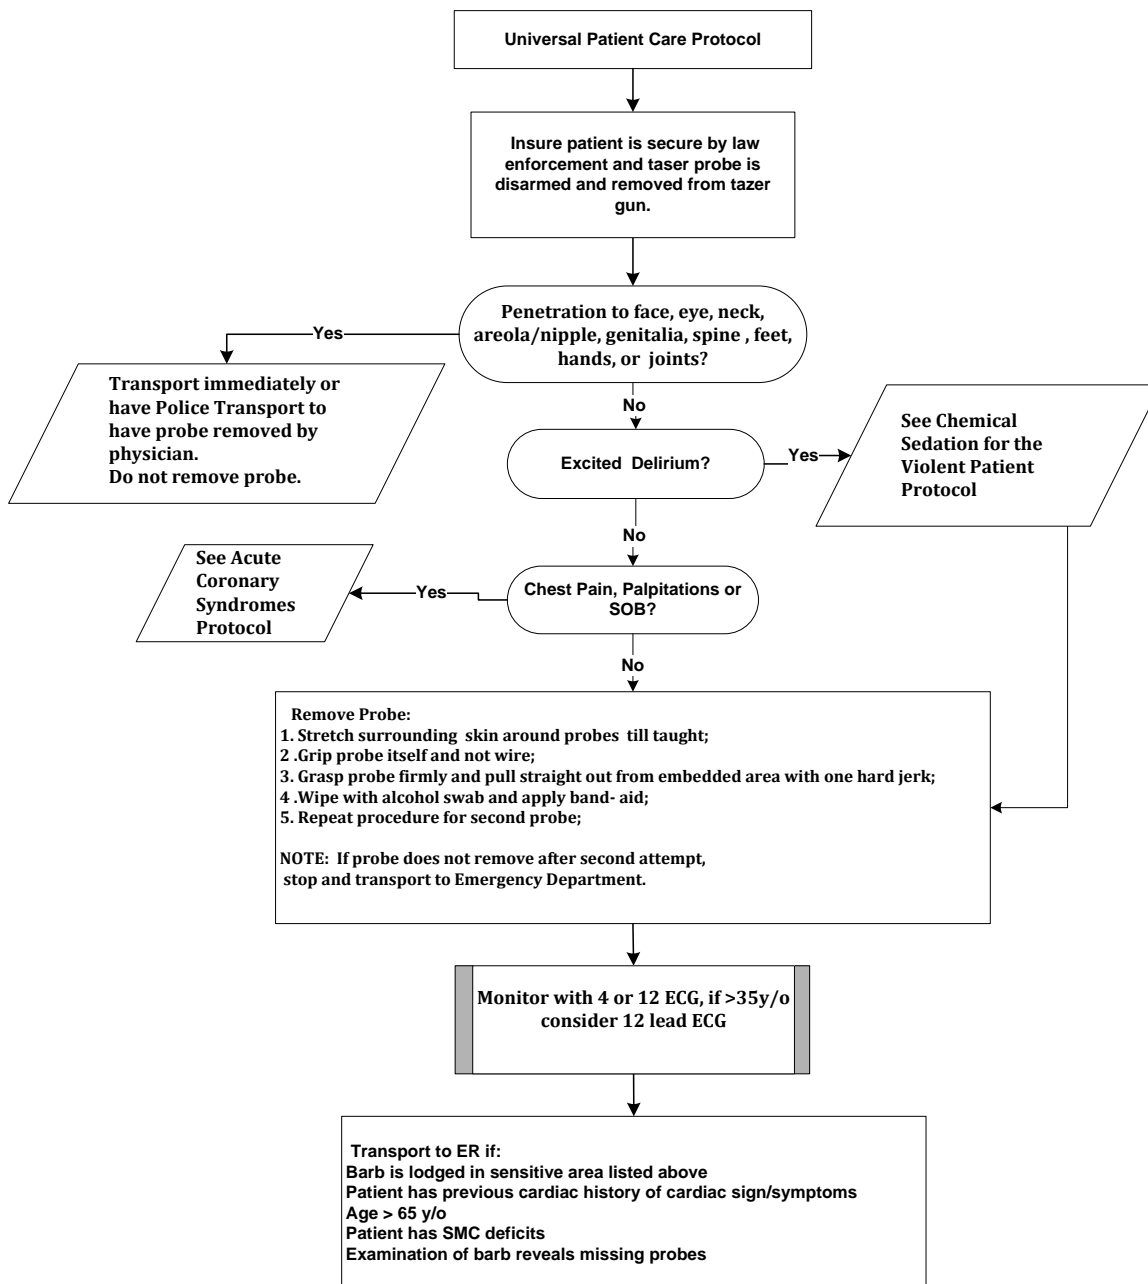 Universal Patient Care Protocol
Insure patient is secure by law
enforcement and taser probe is
disarmed and removed from tazer
gun.
Penetration to face, eye, neck,
areola/nipple, genitalia, spine , feet,
hands, or joints?
Yes
Transport immediately or
have Police Transport to
have probe removed by
physician.
Do not remove probe.
No
Excited Delirium?
Yes
See Chemical
Sedation for the
Violent Patient
Protocol
No
Chest Pain, Palpitations or
SOB?
Yes
See Acute
Coronary
Syndromes
Protocol
No
Remove Probe:
1. Stretch surrounding skin around probes till taught;
2 .Grip probe itself and not wire;
3. Grasp probe firmly and pull straight out from embedded area with one hard jerk;
4 .Wipe with alcohol swab and apply band- aid;
5. Repeat procedure for second probe;
NOTE: If probe does not remove after second attempt,
stop and transport to Emergency Department.
Monitor with 4 or 12 ECG, if >35y/o
consider 12 lead ECG
Transport to ER if:
Barb is lodged in sensitive area listed above
Patient has previous cardiac history of cardiac sign/symptoms
Age > 65 y/o
Patient has SMC deficits
Examination of barb reveals missing probes